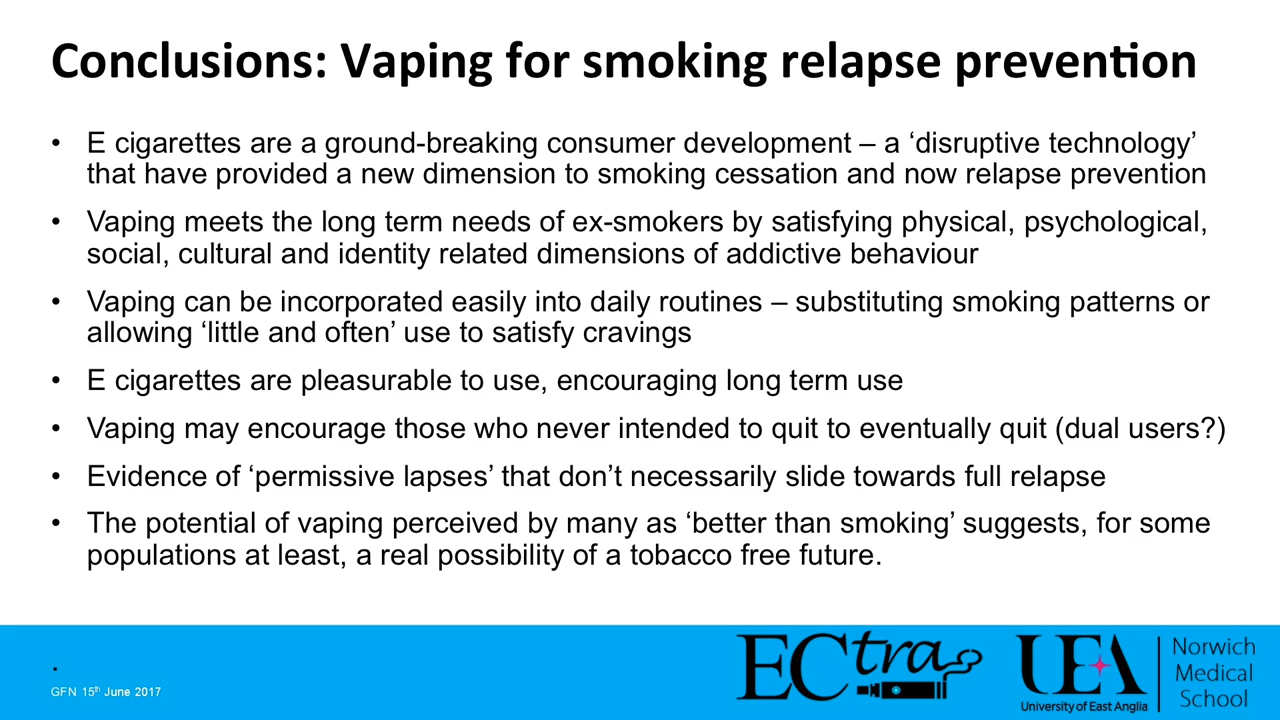 Conclusions: Vaping for smoking relapse prevention
• E cigarettes are a ground-breaking consumer development – a ‘disruptive technology’
that have provided a new dimension to smoking cessation and now relapse prevention
• Vaping meets the long term needs of ex-smokers by satisfying physical, psychological,
social, cultural and identity related dimensions of addictive behaviour
• Vaping can be incorporated easily into daily routines – substituting smoking patterns or
allowing ‘little and often’ use to satisfy cravings
• E cigarettes are pleasurable to use, encouraging long term use
• Vaping may encourage those who never intended to quit to eventually quit (dual users?)
• Evidence of ‘permissive lapses’ that don’t necessarily slide towards full relapse
• The potential of vaping perceived by many as ‘better than smoking’ suggests, for some
populations at least, a real possibility of a tobacco free future.
.
GFN 15th June 2017
ECtra
UEA
University of East Anglia
Norwich
Medical
School